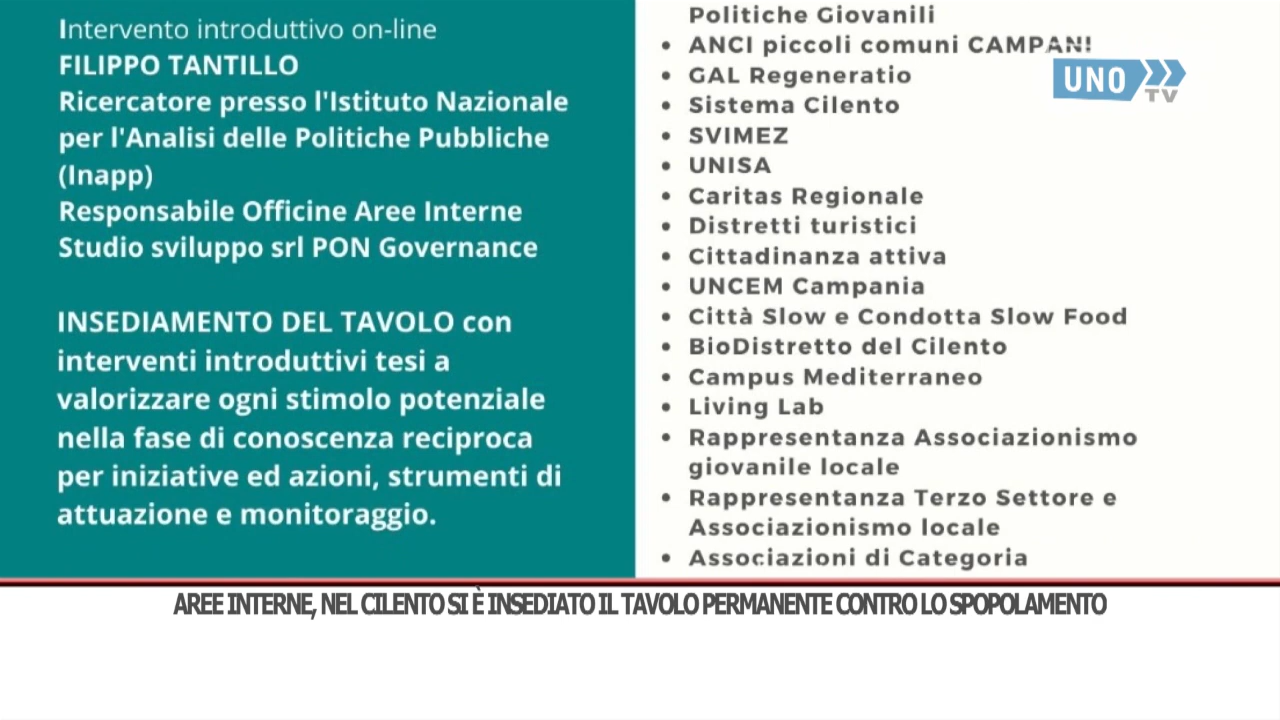 Intervento introduttivo on-line
FILIPPO TANTILLO
Ricercatore presso l'Istituto Nazionale
per l'Analisi delle Politiche Pubbliche
(Inapp)
Responsabile Officine Aree Interne
Studio sviluppo srl PON Governance
INSEDIAMENTO DEL TAVOLO con
interventi introduttivi tesi a
valorizzare ogni stimolo potenziale
nella fase di conoscenza reciproca
per iniziative ed azioni, strumenti di
attuazione e monitoraggio.
Politiche Giovanili
• ANCI piccoli comuni CAMPANI
• GAL Regeneratio
• Sistema Cilento
• SVIMEZ
• UNISA
• Caritas Regionale
• Distretti turistici
• Cittadinanza attiva
• UNCEM Campania
• Città Slow e Condotta Slow Food
• BioDistretto del Cilento
• Campus Mediterraneo
• Living Lab
• Rappresentanza Associazionismo
giovanile locale
• Rappresentanza Terzo Settore e
Associazionismo locale
• Associazioni di Categoria
UNO TV
AREE INTERNE, NEL CILENTO SI È INSEDIATO IL TAVOLO PERMANENTE CONTRO LO SPOPOLAMENTO